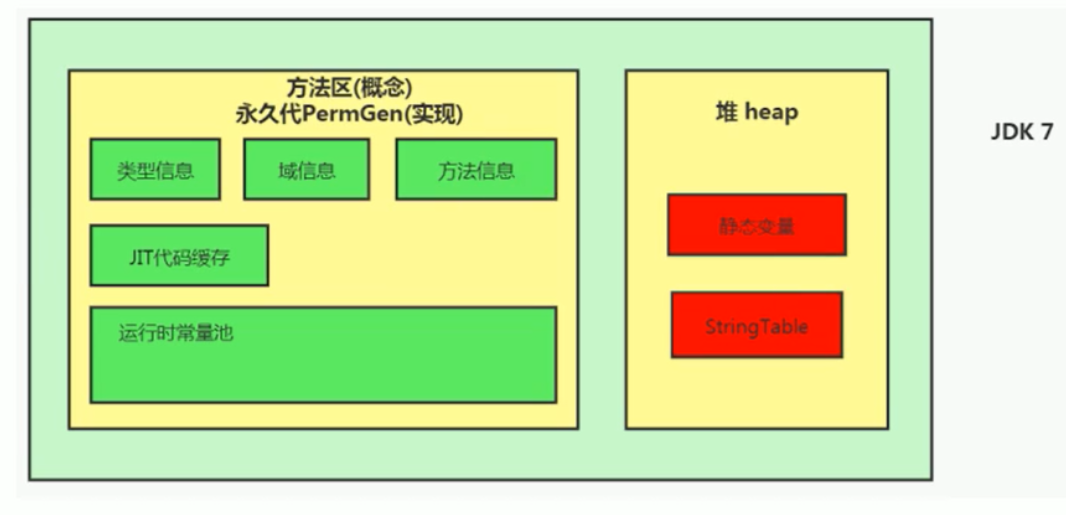 方法区(概念)
永久代PermGen(实现)
类型信息
域信息
方法信息
JIT代码缓存
运行时常量池
堆 heap
静态变量
StringTable
JDK 7